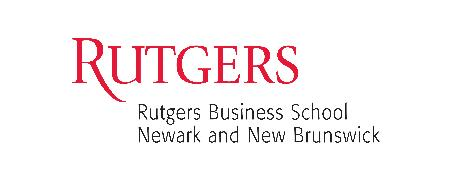 RUTGERS
Rutgers Business School
Newark and New Brunswick